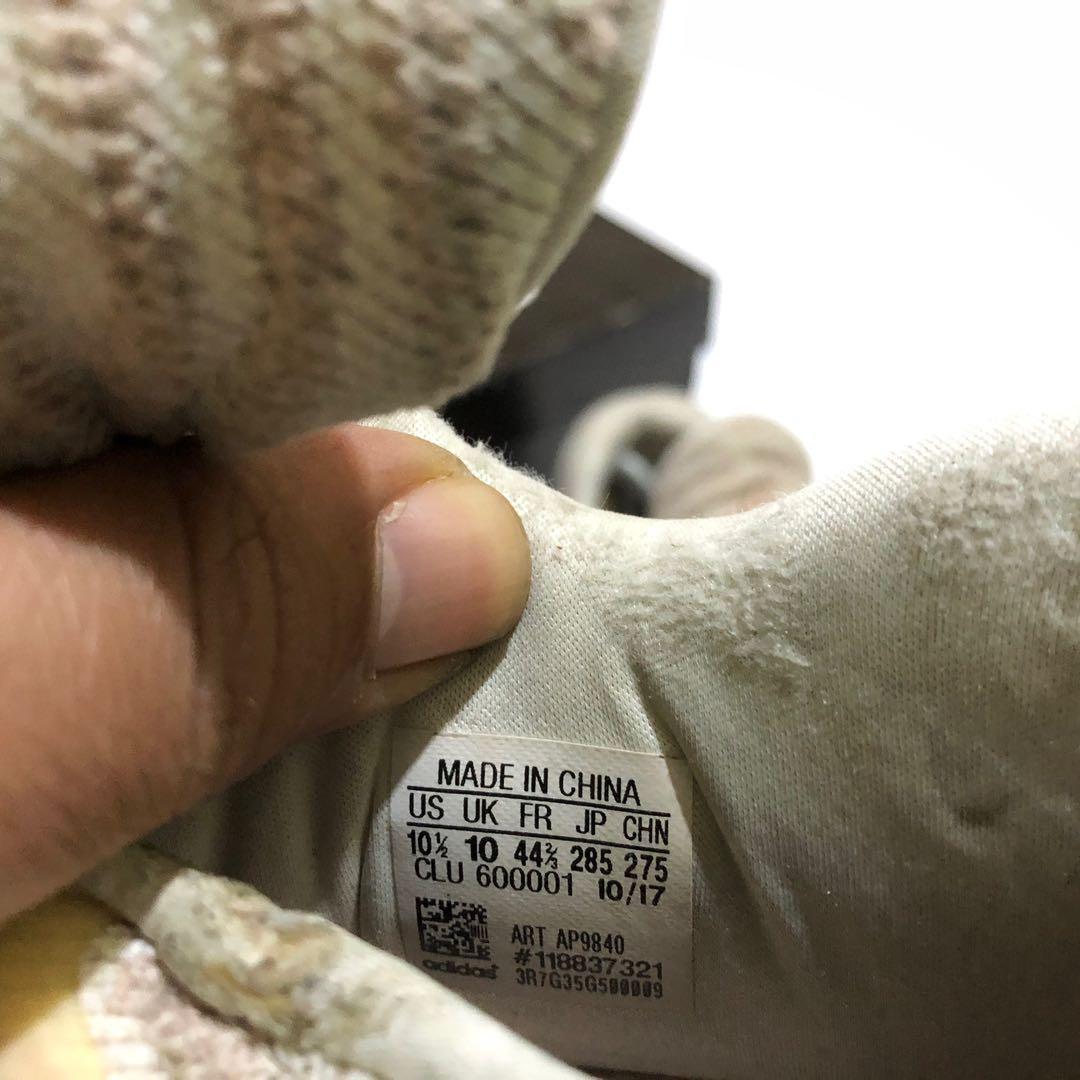 MADE IN CHINA
US UK FR JP CHN
10½ 10 44⅔ 285 275
CLU 600001 10/17
ART AP9840
#118837321
adidas
3R7G35G500009